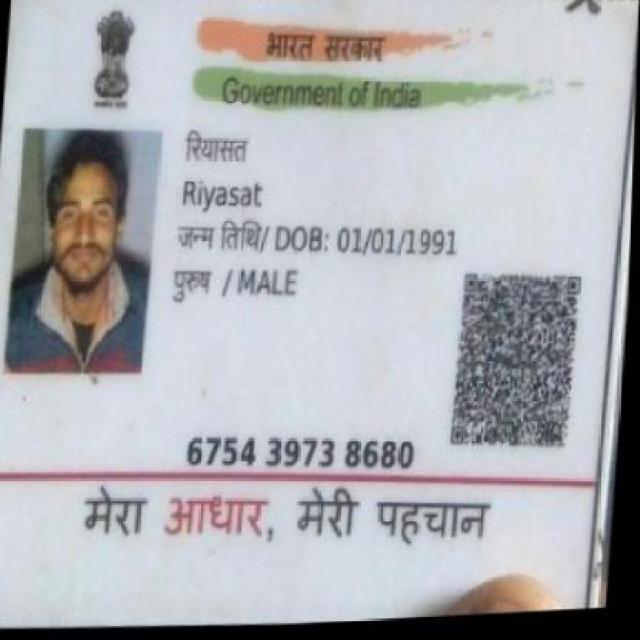 भारत सरकार
Government of India
रियासत
Riyasat
जन्म तिथि/ DOB: 01/01/1991
पुरुष / MALE
6754 3973 8680
मेरा आधार, मेरी पहचान